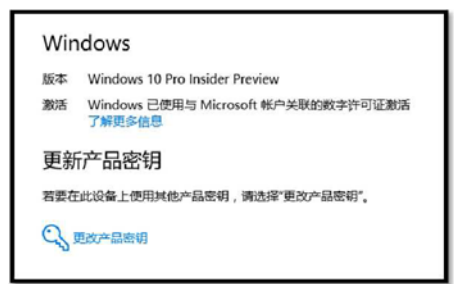 Windows
版本 Windows 10 Pro Insider Preview
激活 Windows 已使用与 Microsoft 帐户关联的数字许可证激活
了解更多信息
更新产品密钥
若要在此设备上使用其他产品密钥，请选择"更改产品密钥"。
更改产品密钥